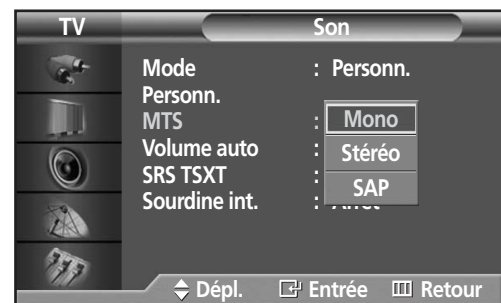 TV Son
Mode : Personn.
Personn.
MTS : Mono
Volume auto : Stéréo
SRS TSXT : SAP
Sourdine int. :
Dépl. Entrée Retour